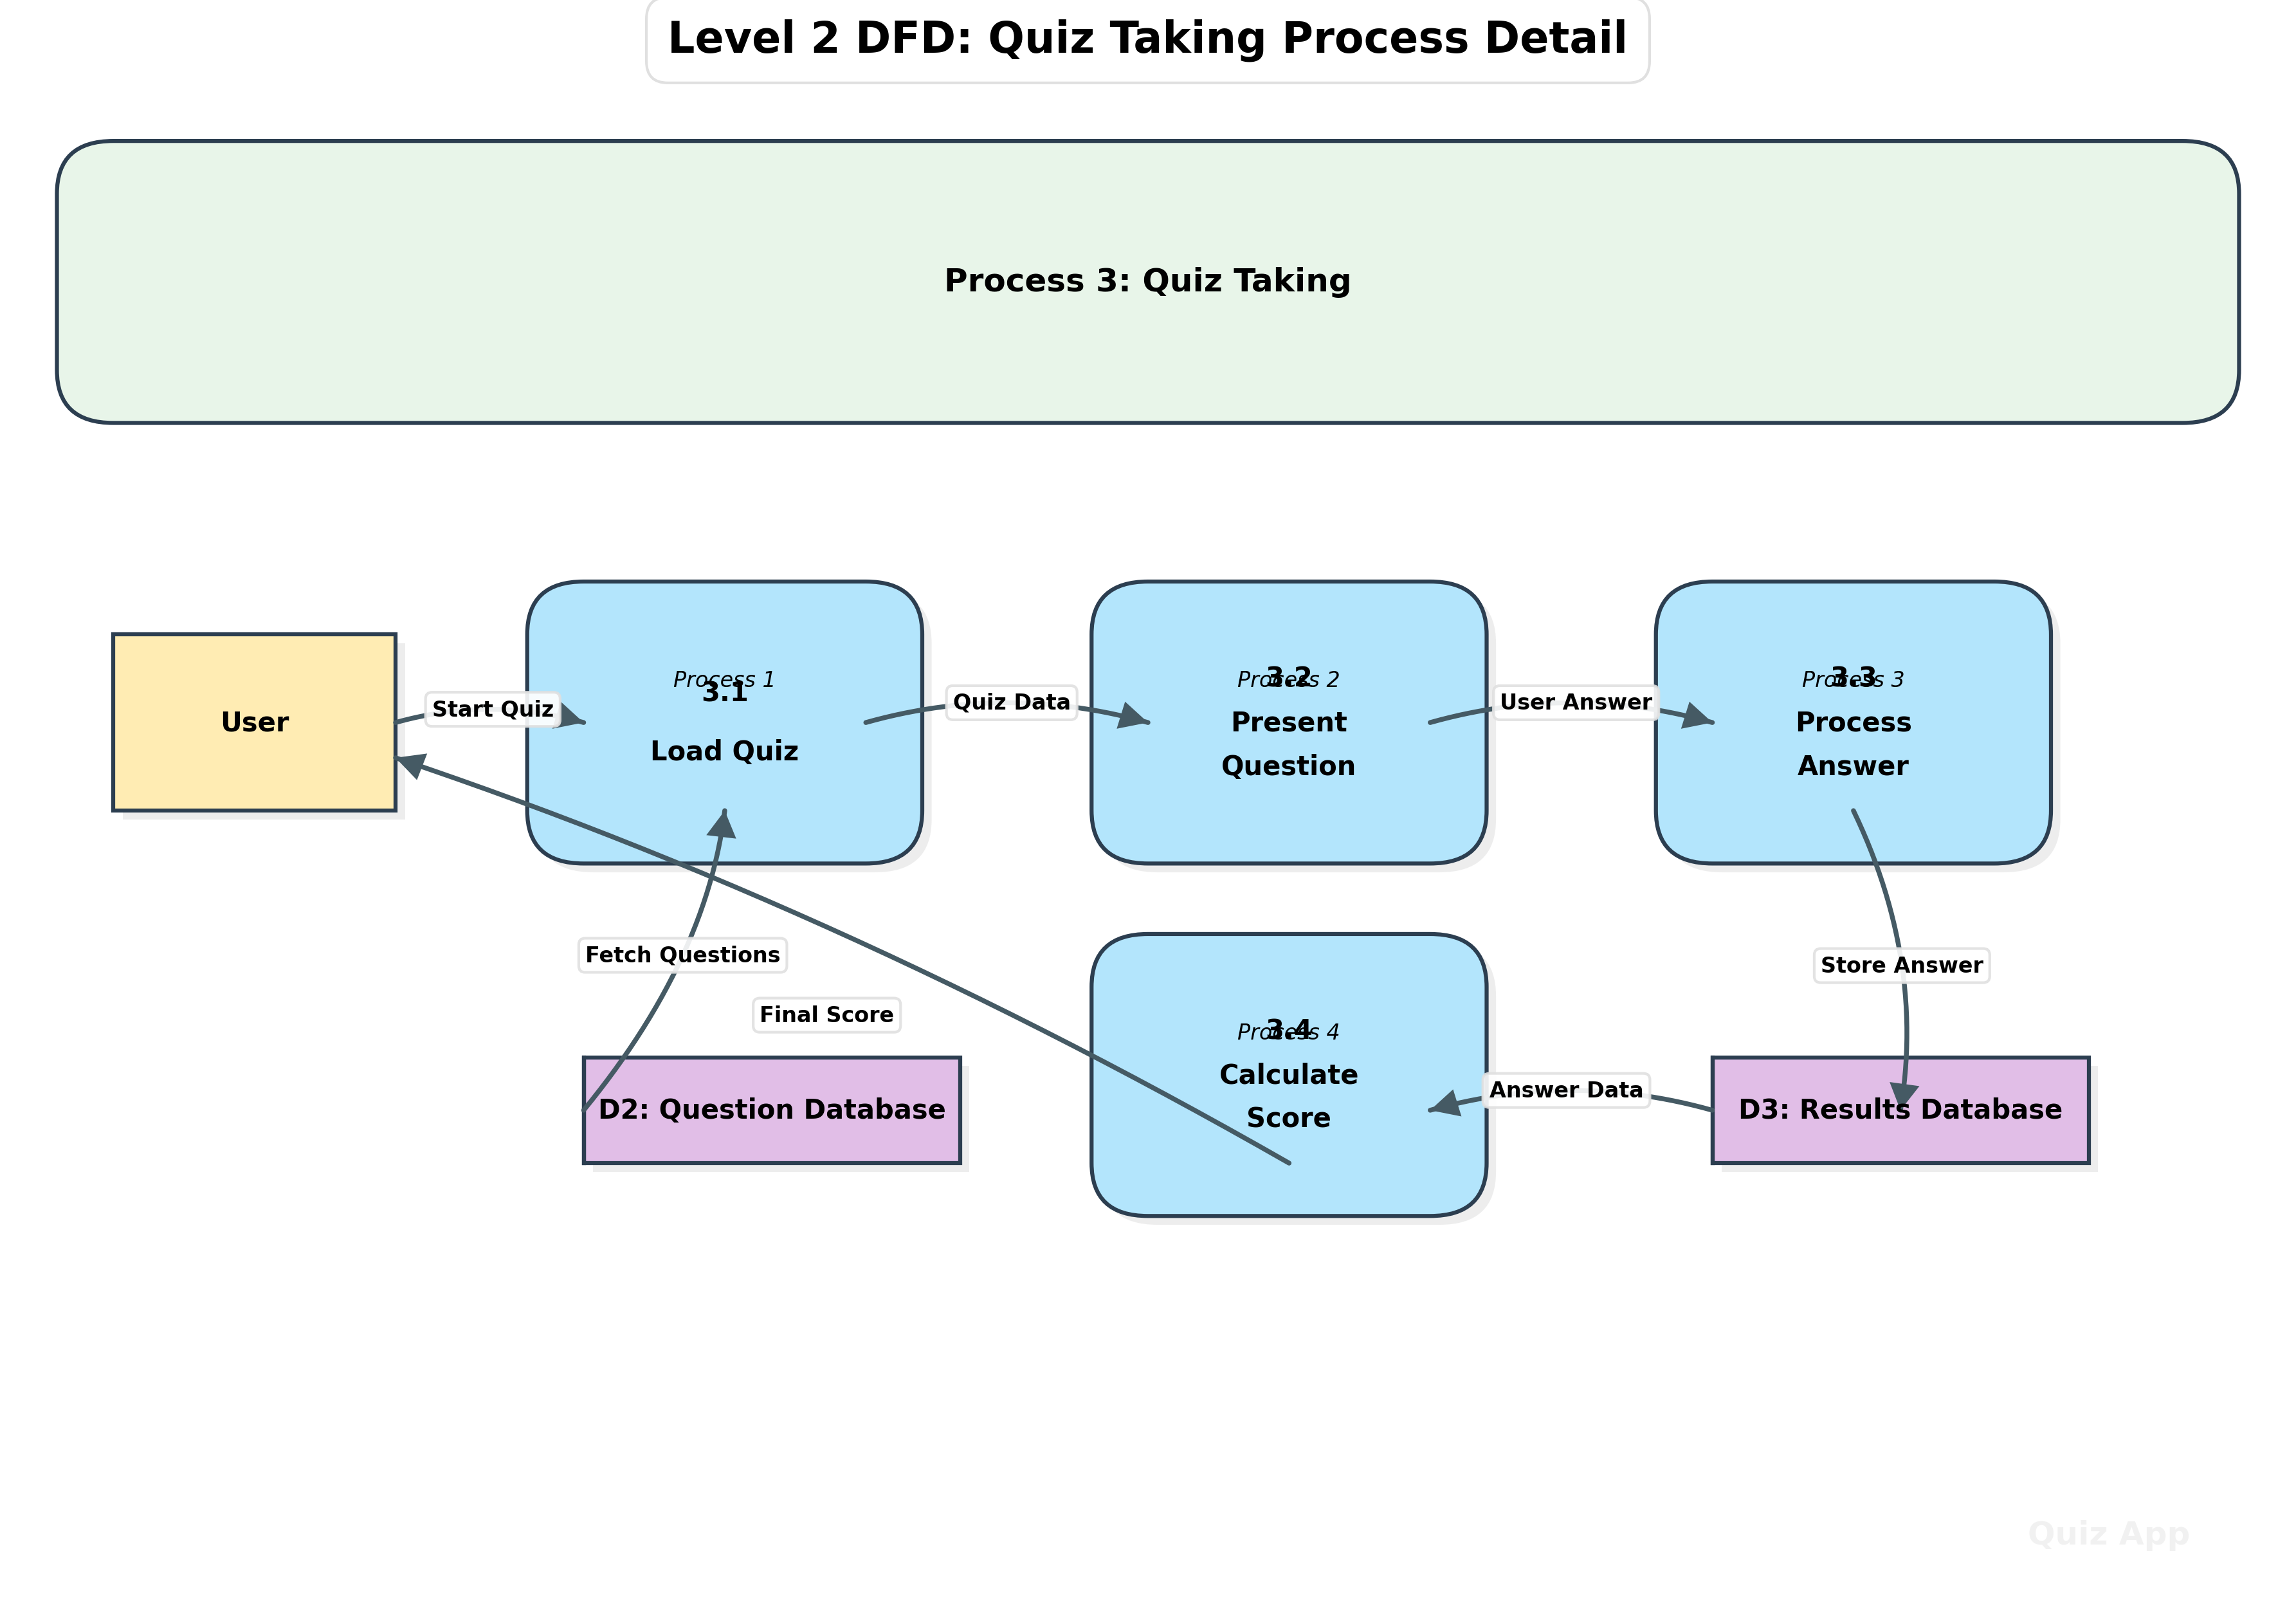 Level 2 DFD: Quiz Taking Process Detail
Process 3: Quiz Taking
User
Start Quiz
Process 1
3.1
Load Quiz
Quiz Data
Process 2
3.2
Present
Question
User Answer
Process 3
3.3
Process
Answer
Fetch Questions
Final Score
Store Answer
D2: Question Database
Process 4
3.4
Calculate
Score
Answer Data
D3: Results Database
Quiz App